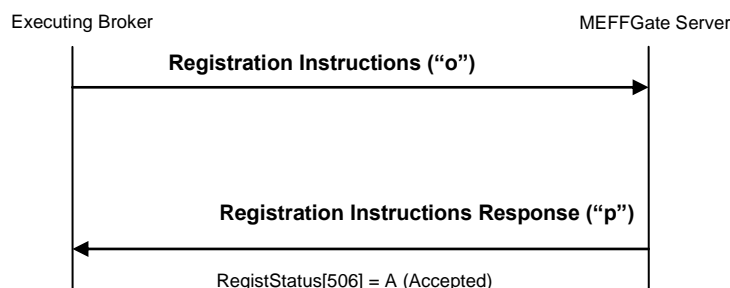 Executing Broker
MEFFGate Server
Registration Instructions (“o”)
Registration Instructions Response (“p”)
RegistStatus[506] = A (Accepted)